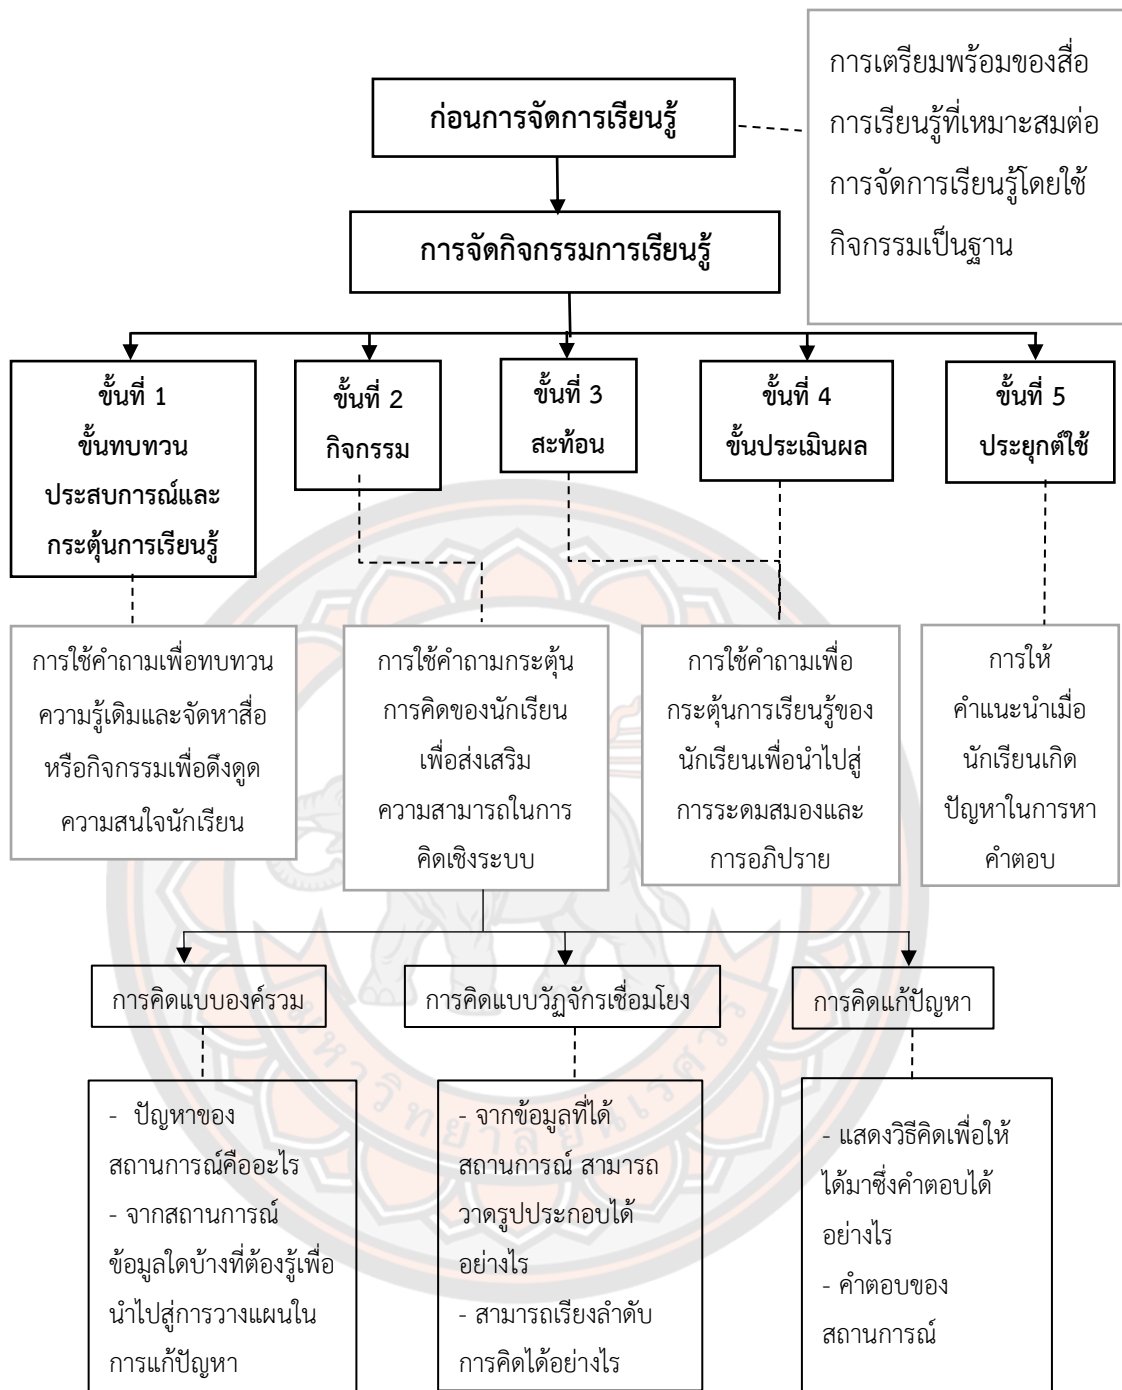 การเตรียมพร้อมของสื่อ
การเรียนรู้ที่เหมาะสมต่อ
การจัดการเรียนรู้โดยใช้
กิจกรรมเป็นฐาน
ก่อนการจัดการเรียนรู้
การจัดกิจกรรมการเรียนรู้
ขั้นที่ 1
ขั้นทบทวน
ประสบการณ์และ
กระตุ้นการเรียนรู้
ขั้นที่ 2
กิจกรรม
ขั้นที่ 3
สะท้อน
ขั้นที่ 4
ขั้นประเมินผล
ขั้นที่ 5
ประยุกต์ใช้
การใช้คำถามเพื่อทบทวน
ความรู้เดิมและจัดหาสื่อ
หรือกิจกรรมเพื่อดึงดูด
ความสนใจนักเรียน
การใช้คำถามกระตุ้น
การคิดของนักเรียน
เพื่อส่งเสริม
ความสามารถในการ
คิดเชิงระบบ
การใช้คำถามเพื่อ
กระตุ้นการเรียนรู้ของ
นักเรียนเพื่อนำไปสู่
การระดมสมองและ
การอภิปราย
การให้
คำแนะนำเมื่อ
นักเรียนเกิด
ปัญหาในการหา
คำตอบ
การคิดแบบองค์รวม
การคิดแบบวัฏจักรเชื่อมโยง
การคิดแก้ปัญหา
- ปัญหาของ
สถานการณ์คืออะไร
- จากสถานการณ์
ข้อมูลใดบ้างที่ต้องรู้เพื่อ
นำไปสู่การวางแผนใน
การแก้ปัญหา
- จากข้อมูลที่ได้
สถานการณ์ สามารถ
วาดรูปประกอบได้
อย่างไร
- สามารถเรียงลำดับ
การคิดได้อย่างไร
- แสดงวิธีคิดเพื่อให้
ได้มาซึ่งคำตอบได้
อย่างไร
- คำตอบของ
สถานการณ์
มหาวิทยาลัยนเรศวร